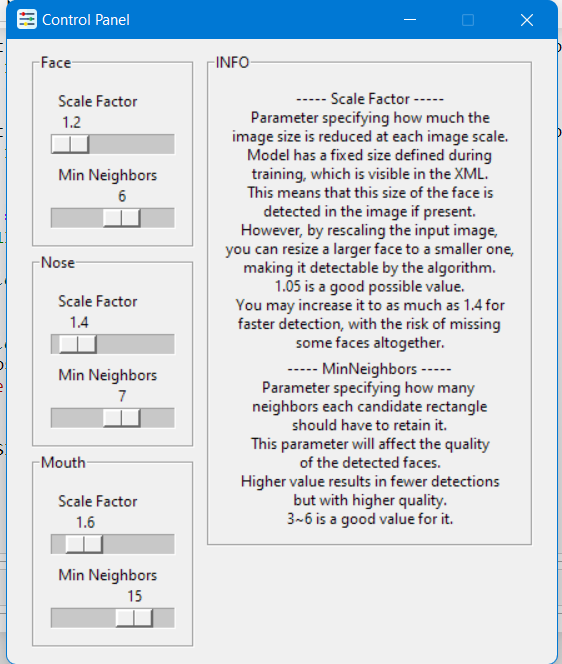 Control Panel
Face
Scale Factor
1.2
Min Neighbors
6
Nose
Scale Factor
1.4
Min Neighbors
7
Mouth
Scale Factor
1.6
Min Neighbors
15
INFO
----- Scale Factor -----
Parameter specifying how much the
image size is reduced at each image scale.
Model has a fixed size defined during
training, which is visible in the XML.
This means that this size of the face is
detected in the image if present.
However, by rescaling the input image,
you can resize a larger face to a smaller one,
making it detectable by the algorithm.
1.05 is a good possible value.
You may increase it to as much as 1.4 for
faster detection, with the risk of missing
some faces altogether.
----- MinNeighbors -----
Parameter specifying how many
neighbors each candidate rectangle
should have to retain it.
This parameter will affect the quality
of the detected faces.
Higher value results in fewer detections
but with higher quality.
3~6 is a good value for it.